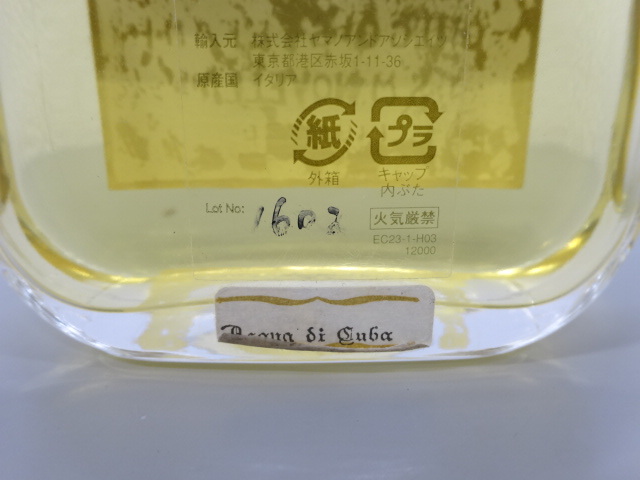 輸入元 株式会社ヤマノアンドアソシエイツ
東京都港区赤坂1-11-36
原産国 イタリア
紙
プラ
外箱
キャップ
内ぶた
Lot No: 1602
火気厳禁
EC23-1-H03
12000
Acqua di Cuba